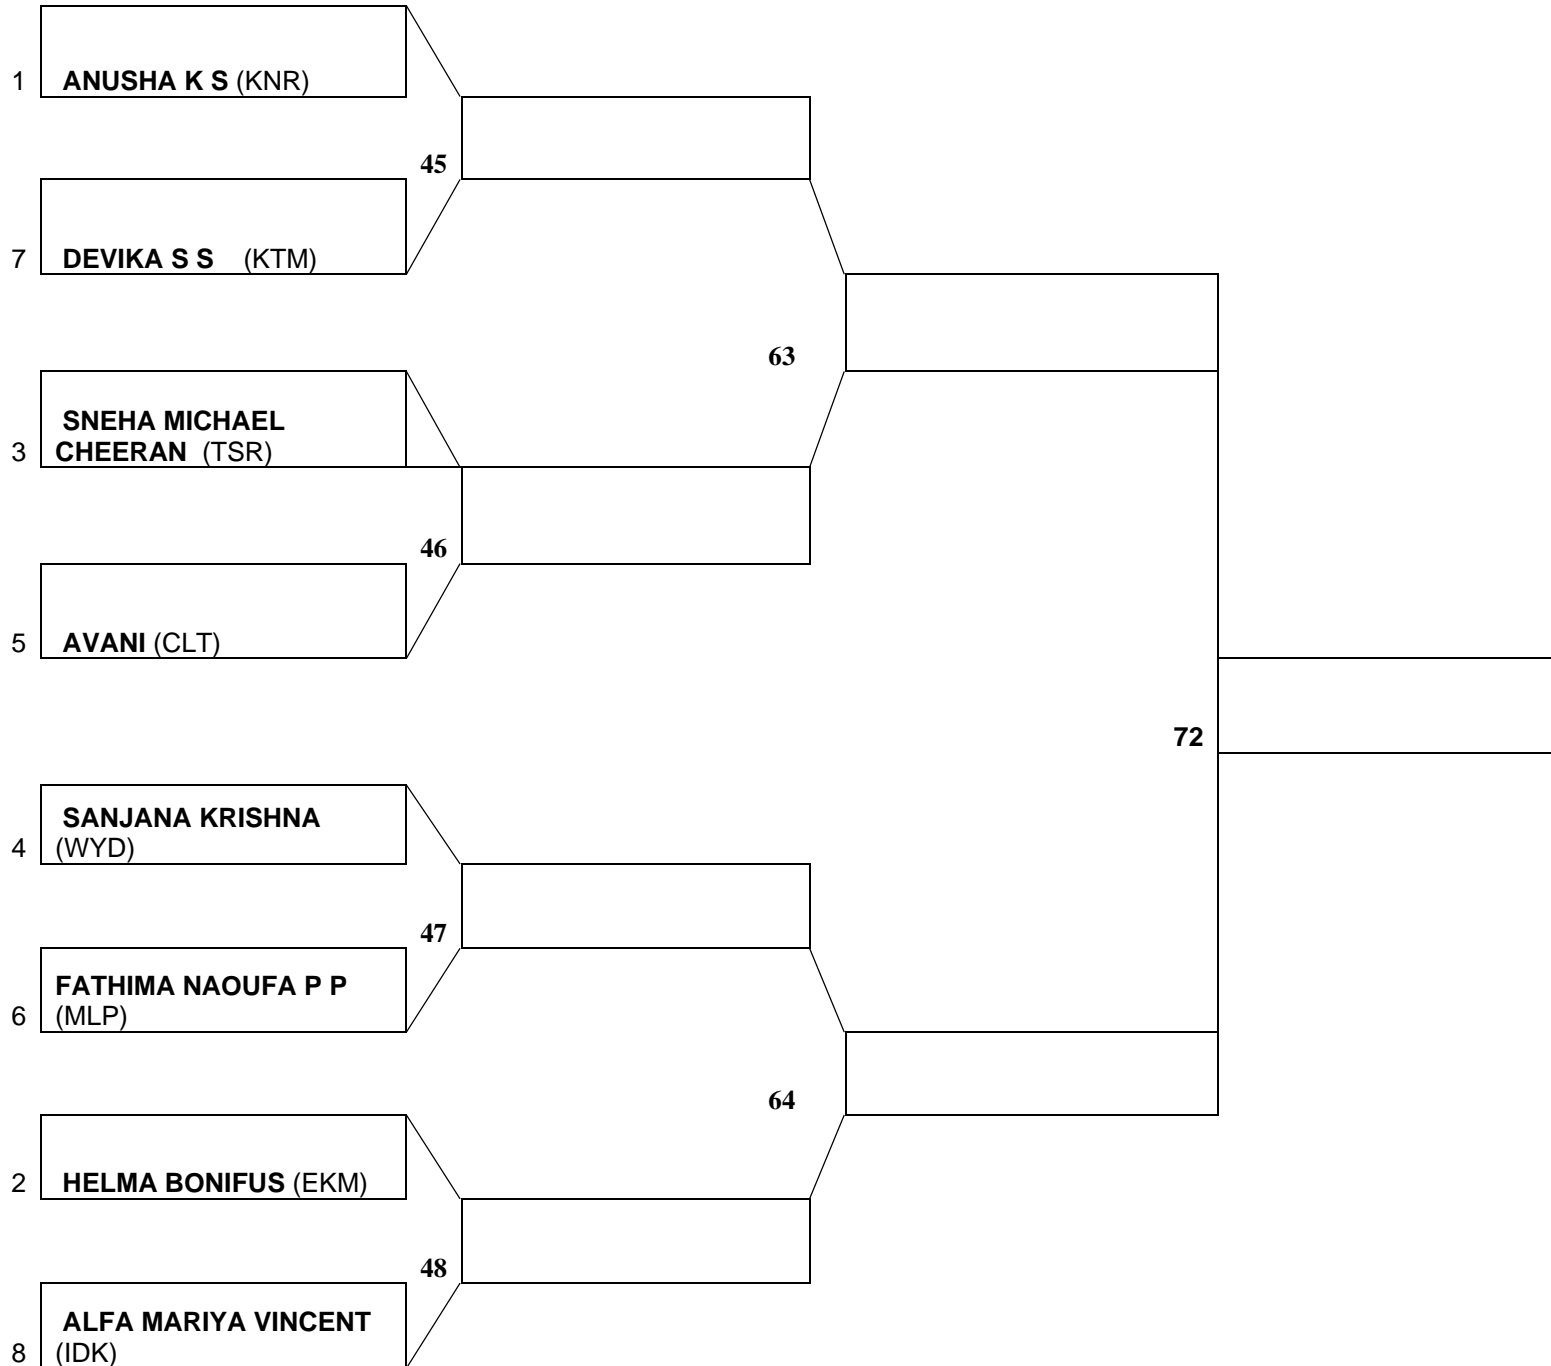 1 ANUSHA K S (KNR)
45
7 DEVIKA S S (KTM)
63
SNEHA MICHAEL
3 CHEERAN (TSR)
46
5 AVANI (CLT)
72
SANJANA KRISHNA
4 (WYD)
47
FATHIMA NAOUFA P P
6 (MLP)
64
2 HELMA BONIFUS (EKM)
48
ALFA MARIYA VINCENT
8 (IDK)